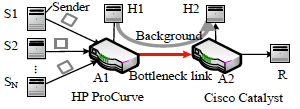 S1
Sender
H1
H2
Background
S2
SN
A1
Bottleneck link
A2
R
HP ProCurve
Cisco Catalyst